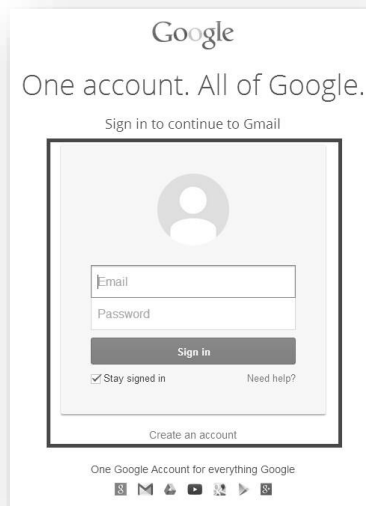 Google
One account. All of Google.
Sign in to continue to Gmail
Email
Password
Sign in
Stay signed in Need help?
Create an account
One Google Account for everything Google